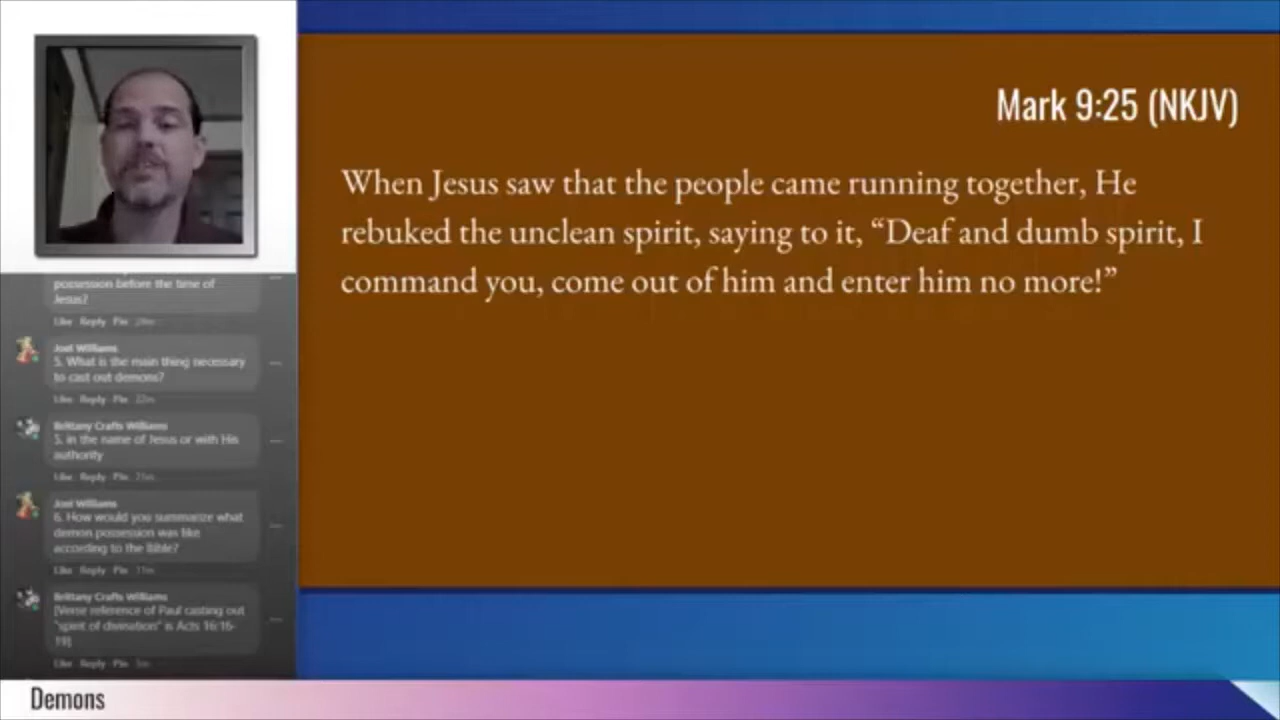 Mark 9:25 (NKJV)
When Jesus saw that the people came running together, He
rebuked the unclean spirit, saying to it, “Deaf and dumb spirit, I
command you, come out of him and enter him no more!”
possession before the time of
Jesus?
Like Reply Pin
Joel Williams
5. What is the main thing necessary
to cast out demons?
Like Reply Pin 22m
Brittany Crafts Williams
5. in the name of Jesus or with His
authority
Like Reply Pin 21m
Joel Williams
6. How would you summarize what
demon possession was like
according to the Bible?
Like Reply Pin 11m
Brittany Crafts Williams
[Verse reference of Paul casting out
"spirit of divination" is Acts 16:16-
19]
Like Reply Pin 3m
Demons